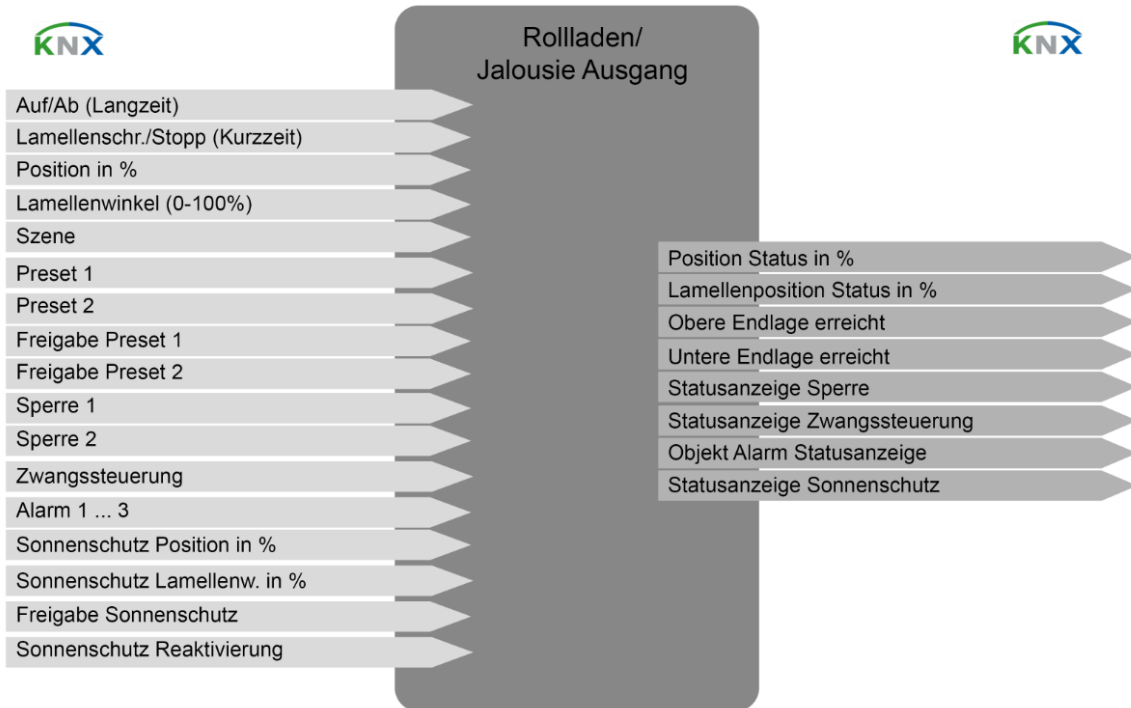 KNX
Rollladen/
Jalousie Ausgang
KNX
Auf/Ab (Langzeit)
Lamellenschr./Stopp (Kurzzeit)
Position in %
Lamellenwinkel (0-100%)
Szene
Preset 1
Preset 2
Freigabe Preset 1
Freigabe Preset 2
Sperre 1
Sperre 2
Zwangssteuerung
Alarm 1 ... 3
Sonnenschutz Position in %
Sonnenschutz Lamellenw. in %
Freigabe Sonnenschutz
Sonnenschutz Reaktivierung
Position Status in %
Lamellenposition Status in %
Obere Endlage erreicht
Untere Endlage erreicht
Statusanzeige Sperre
Statusanzeige Zwangssteuerung
Objekt Alarm Statusanzeige
Statusanzeige Sonnenschutz